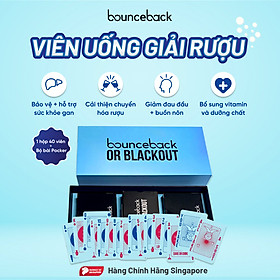 bounceback
VIÊN UỐNG GIẢI RƯỢU
Bảo vệ + hỗ trợ
sức khỏe gan
Cải thiện chuyển
hóa rượu
Giảm đau đầu
+ buồn nôn
Bổ sung vitamin
và dưỡng chất
1 hộp 40 viên +
Bộ bài Packer
bounceback
OR BLACKOUT
Hàng Chính Hãng Singapore